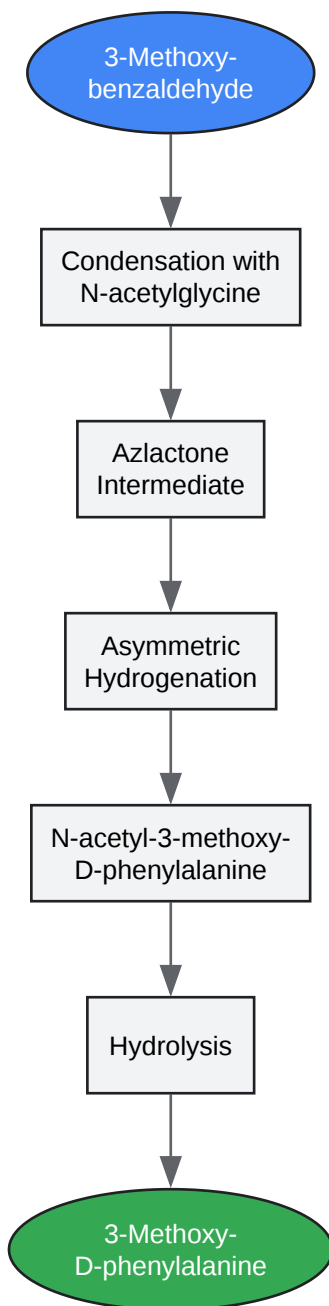 3-Methoxy-
benzaldehyde
Condensation with
N-acetylglycine
Azlactone
Intermediate
Asymmetric
Hydrogenation
N-acetyl-3-methoxy-
D-phenylalanine
Hydrolysis
3-Methoxy-
D-phenylalanine